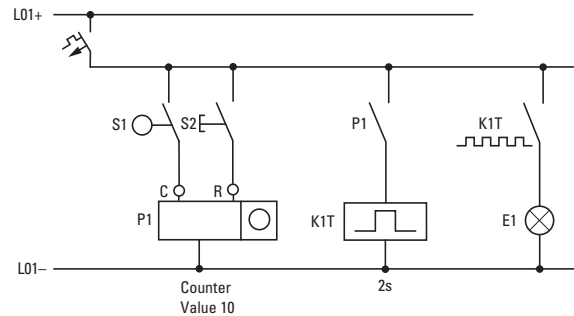 L01+
S1
S2
P1
K1T
C
R
P1
K1T
E1
L01–
Counter
Value 10
2s